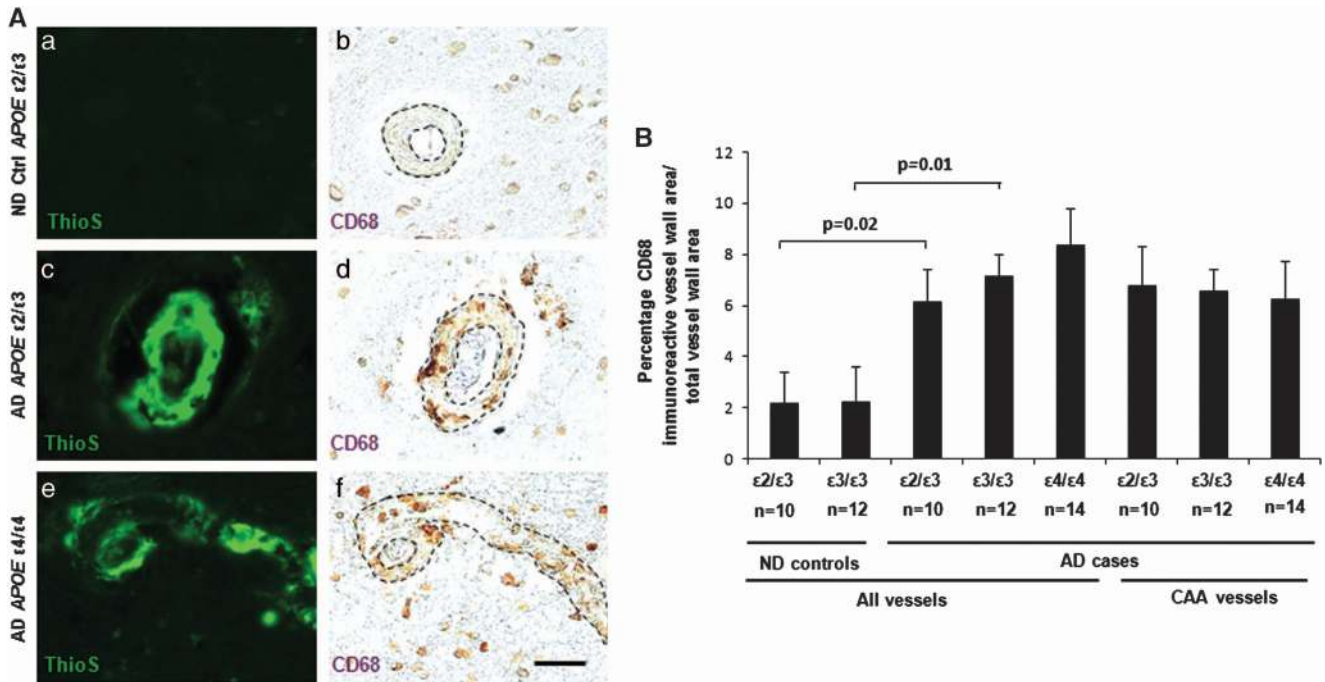 A
ND Ctrl APOE ε2/ε3
a
ThioS
b
CD68
AD APOE ε2/ε3
c
ThioS
d
CD68
AD APOE ε4/ε4
e
ThioS
f
CD68
B
Percentage CD68
immunoreactive vessel wall area/
total vessel wall area
12
10
8
6
4
2
0
p=0.02
p=0.01
ε2/ε3 ε3/ε3 ε2/ε3 ε3/ε3 ε4/ε4 ε2/ε3 ε3/ε3 ε4/ε4
n=10 n=12 n=10 n=12 n=14 n=10 n=12 n=14
ND controls AD cases
All vessels CAA vessels